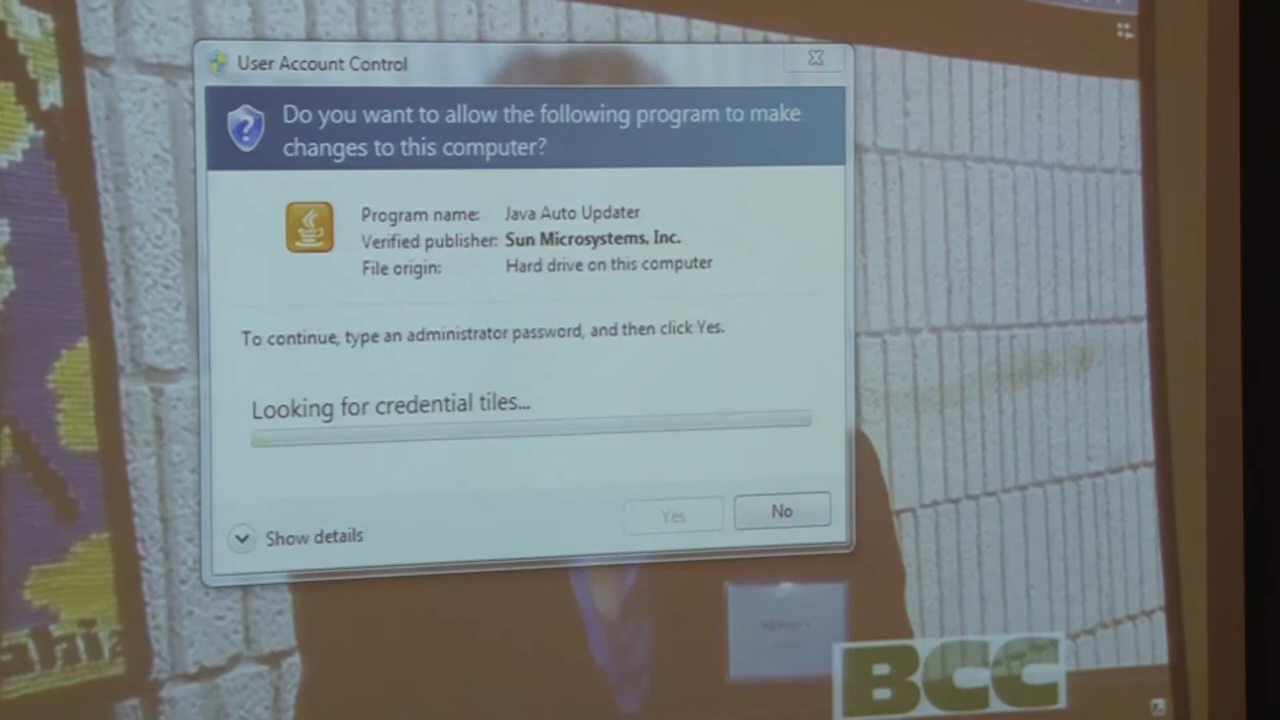 User Account Control
Do you want to allow the following program to make
changes to this computer?
Program name: Java Auto Updater
Verified publisher: Sun Microsystems, Inc.
File origin: Hard drive on this computer
To continue, type an administrator password, and then click Yes.
Looking for credential tiles...
Yes
No
Show details
BCC